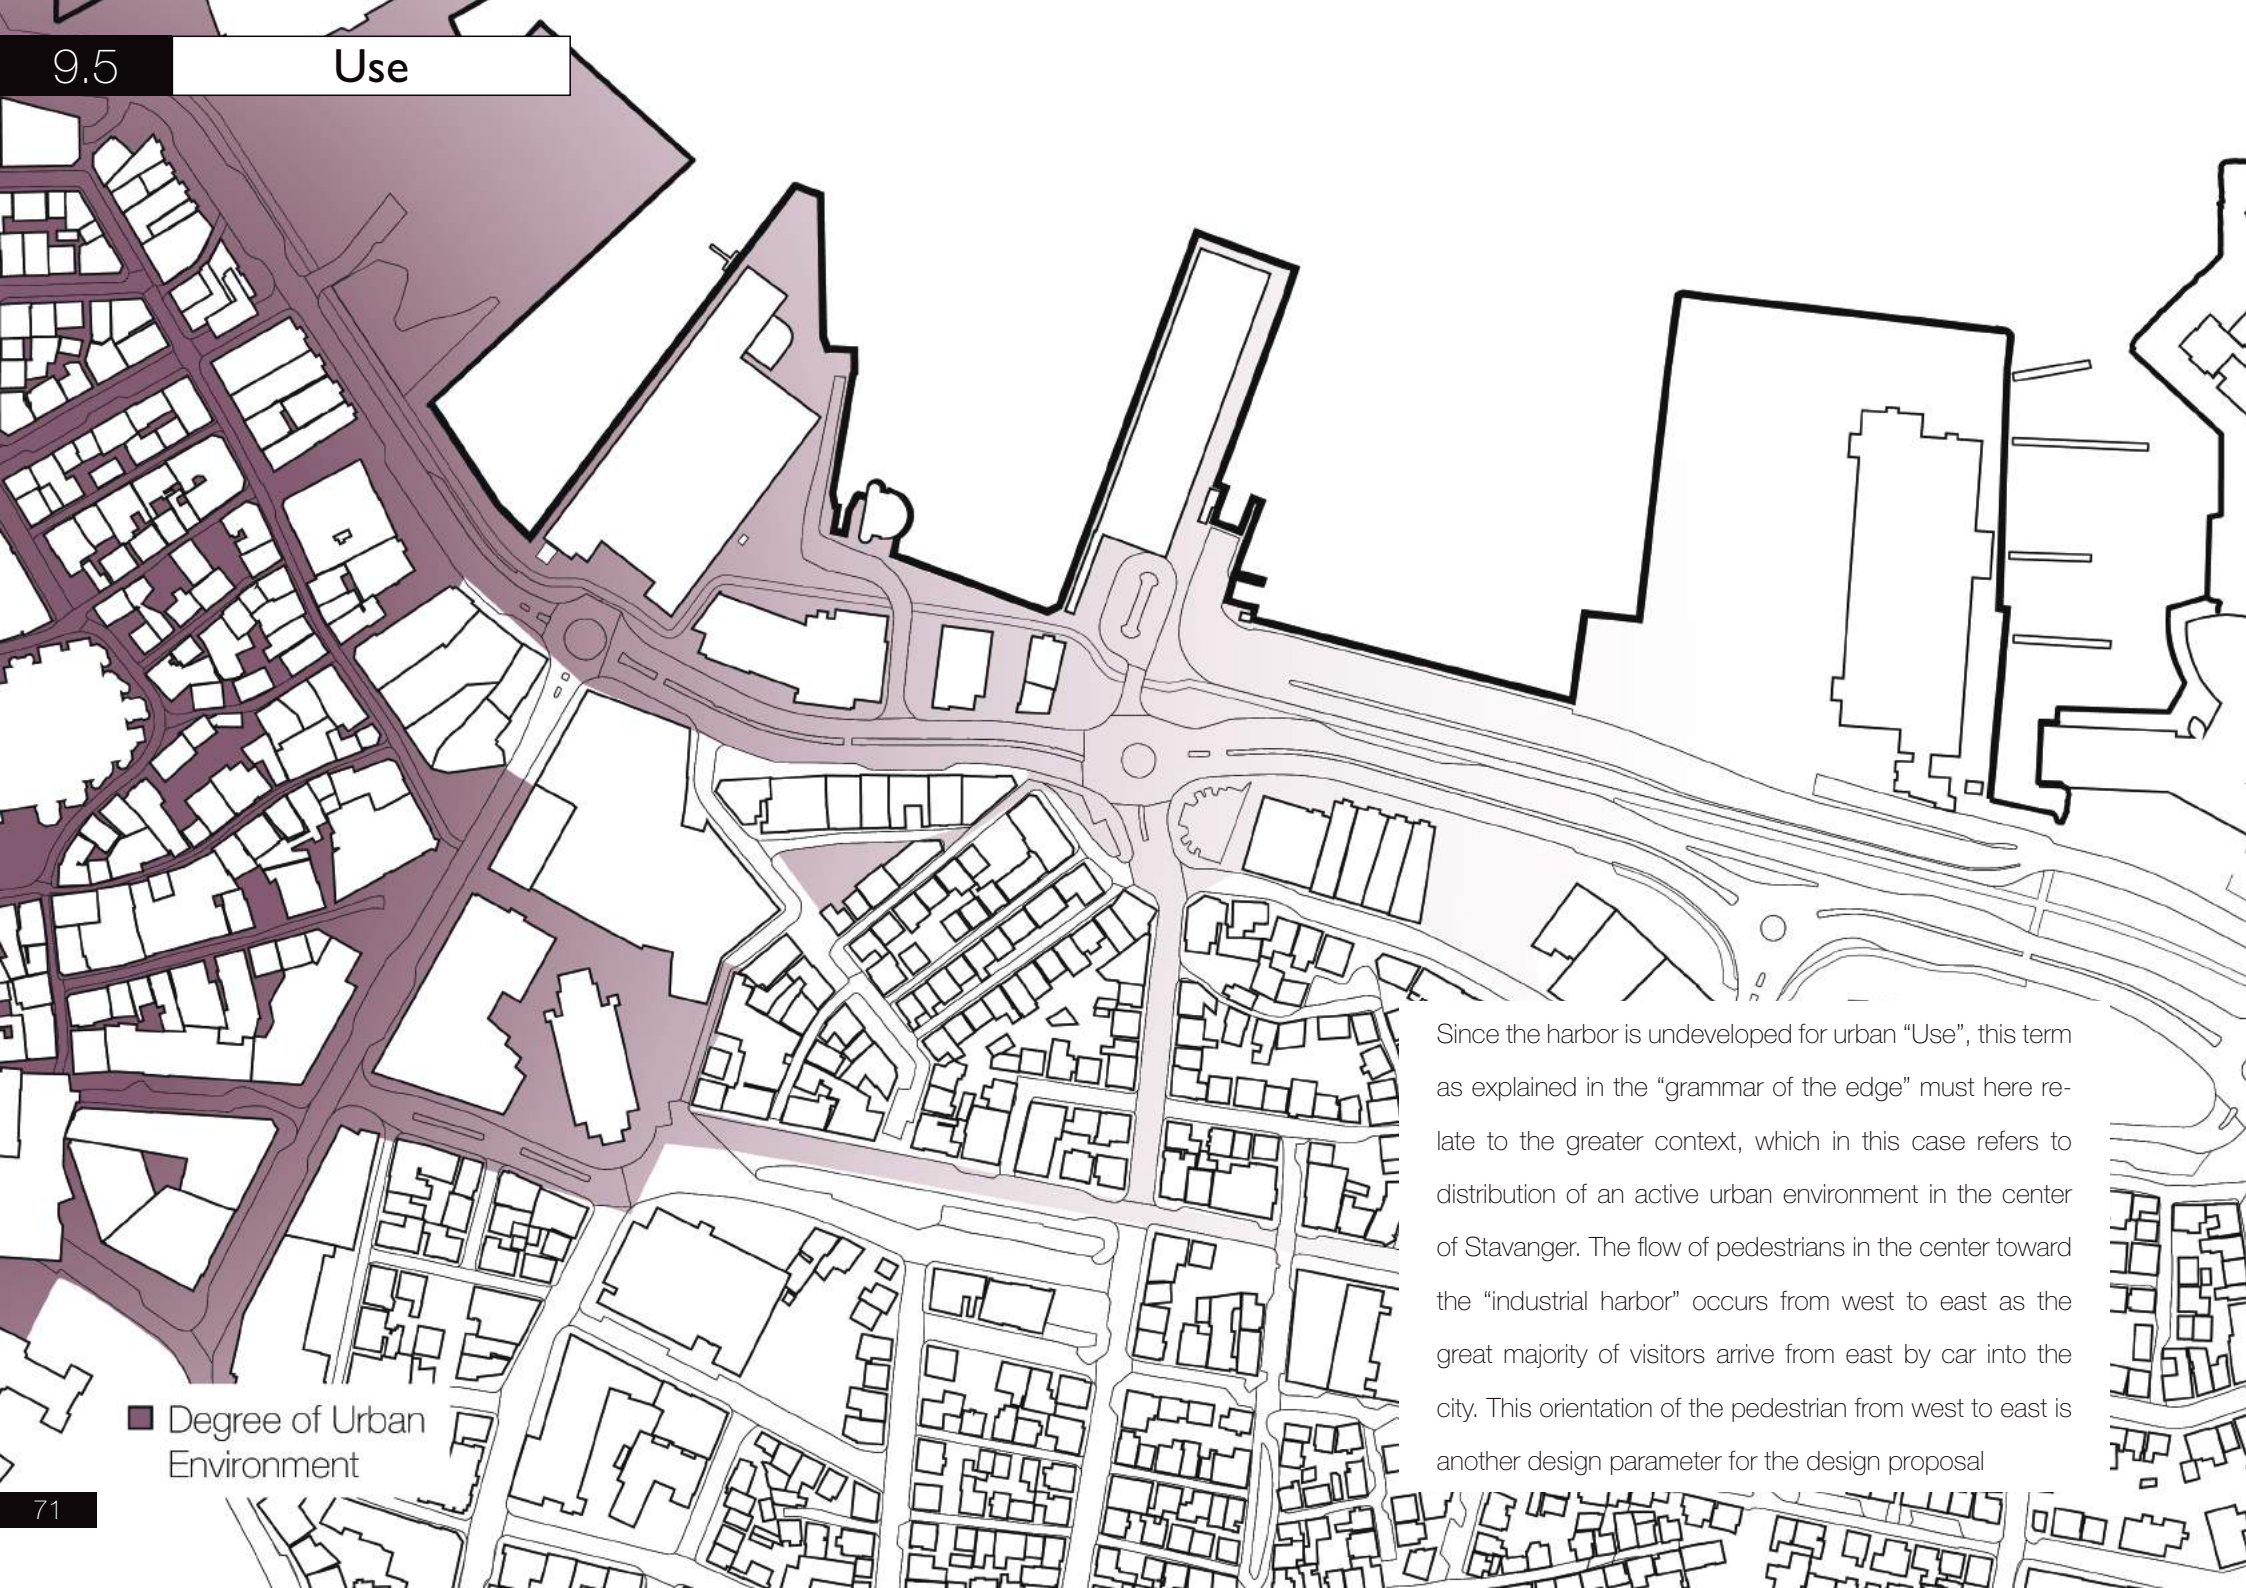 9.5
Use
Since the harbor is undeveloped for urban “Use”, this term
as explained in the “grammar of the edge” must here re-
late to the greater context, which in this case refers to
distribution of an active urban environment in the center
of Stavanger. The flow of pedestrians in the center toward
the “industrial harbor” occurs from west to east as the
great majority of visitors arrive from east by car into the
city. This orientation of the pedestrian from west to east is
another design parameter for the design proposal
Degree of Urban
Environment
71